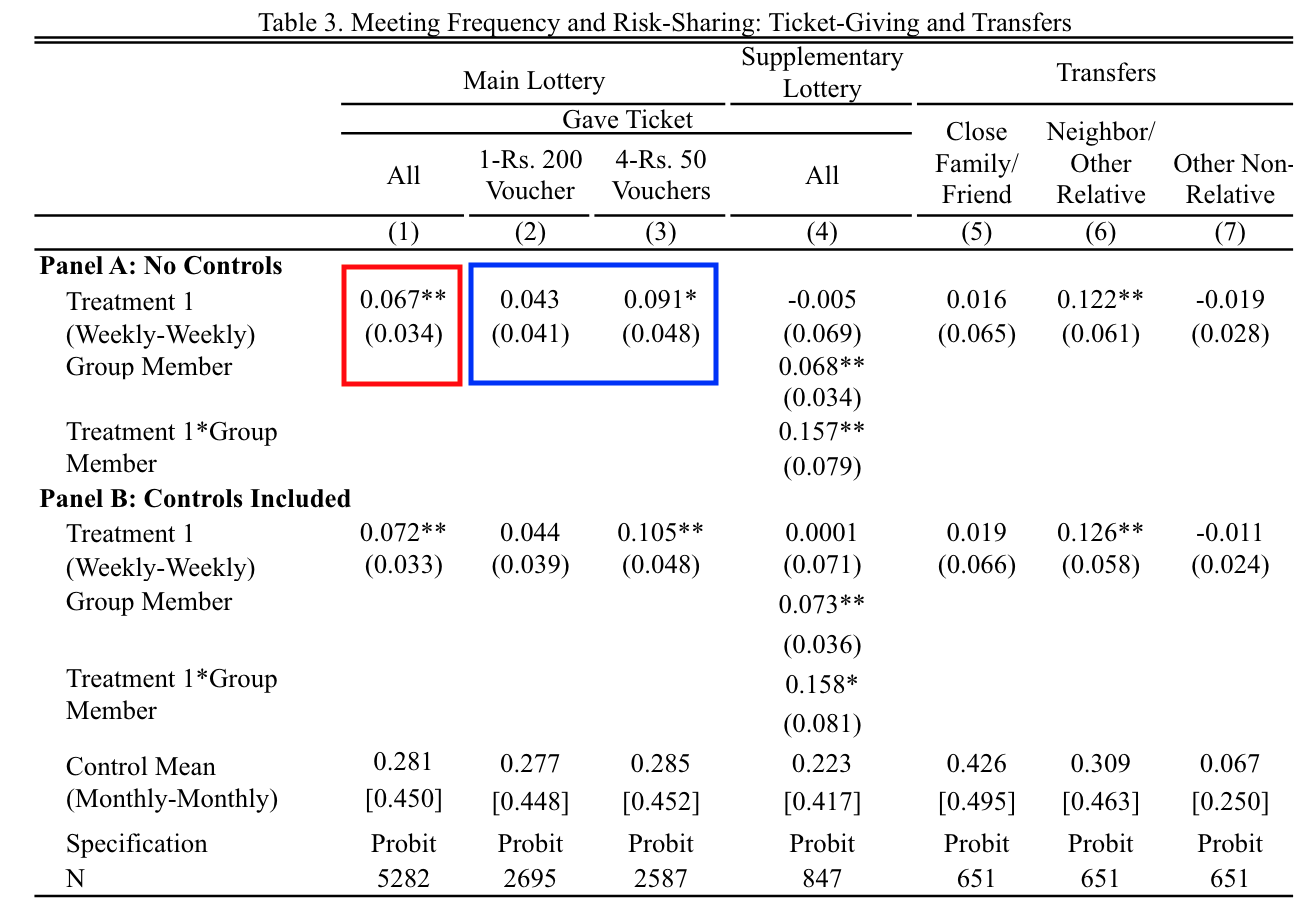 Table 3. Meeting Frequency and Risk-Sharing: Ticket-Giving and Transfers
Main Lottery Supplementary Lottery Transfers
Gave Ticket
All 1-Rs. 200 Voucher 4-Rs. 50 Vouchers All Close Family/ Friend Neighbor/ Other Relative Other Non- Relative
(1) (2) (3) (4) (5) (6) (7)
Panel A: No Controls
Treatment 1 0.067** 0.043 0.091* -0.005 0.016 0.122** -0.019
(Weekly-Weekly) (0.034) (0.041) (0.048) (0.069) (0.065) (0.061) (0.028)
Group Member 0.068**
(0.034)
Treatment 1*Group 0.157**
Member (0.079)
Panel B: Controls Included
Treatment 1 0.072** 0.044 0.105** 0.0001 0.019 0.126** -0.011
(Weekly-Weekly) (0.033) (0.039) (0.048) (0.071) (0.066) (0.058) (0.024)
Group Member 0.073**
(0.036)
Treatment 1*Group 0.158*
Member (0.081)
Control Mean 0.281 0.277 0.285 0.223 0.426 0.309 0.067
(Monthly-Monthly) [0.450] [0.448] [0.452] [0.417] [0.495] [0.463] [0.250]
Specification Probit Probit Probit Probit Probit Probit Probit
N 5282 2695 2587 847 651 651 651